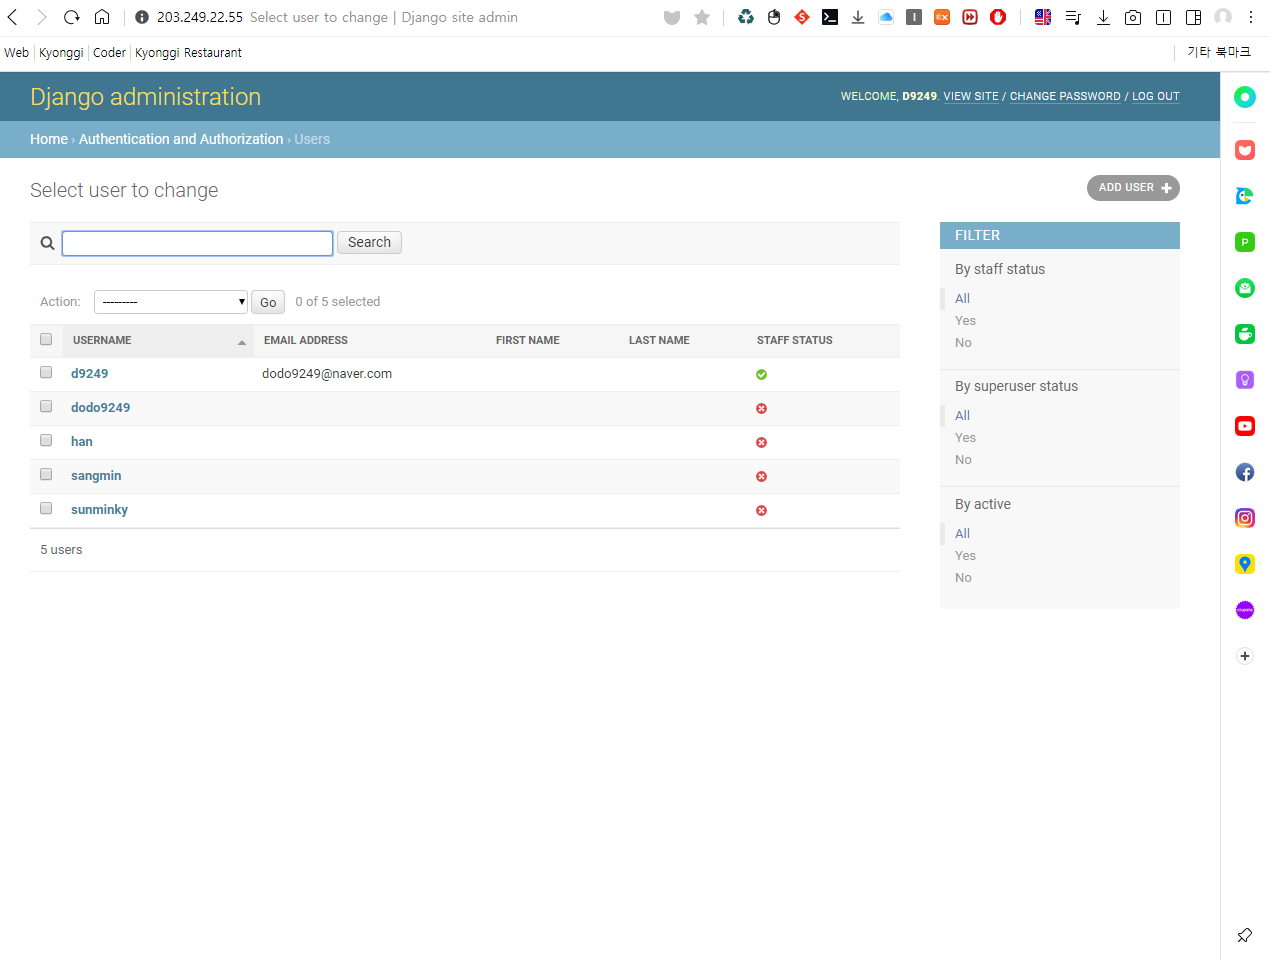 203.249.22.55 Select user to change | Django site admin
Web Kyonggi Coder Kyonggi Restaurant 기타 북마크
Django administration
WELCOME, D9249. VIEW SITE / CHANGE PASSWORD / LOG OUT
Home › Authentication and Authorization › Users
Select user to change
ADD USER
Search
Action: --------- Go 0 of 5 selected
USERNAME EMAIL ADDRESS FIRST NAME LAST NAME STAFF STATUS
d9249 dodo9249@naver.com
dodo9249
han
sangmin
sunminky
5 users
FILTER
By staff status
All
Yes
No
By superuser status
All
Yes
No
By active
All
Yes
No